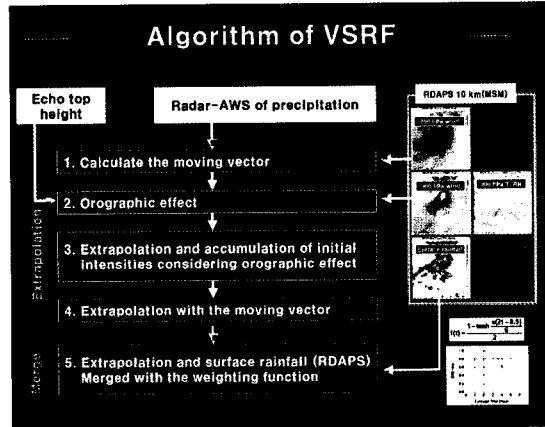 Algorithm of VSRF
Echo top
height
Radar-AWS of precipitation
RDAPS 10 km(MSM)
1. Calculate the moving vector
2. Orographic effect
3. Extrapolation and accumulation of initial
intensities considering orographic effect
4. Extrapolation with the moving vector
5. Extrapolation and surface rainfall (RDAPS)
Merged with the weighting function
Extrapolation
Merge